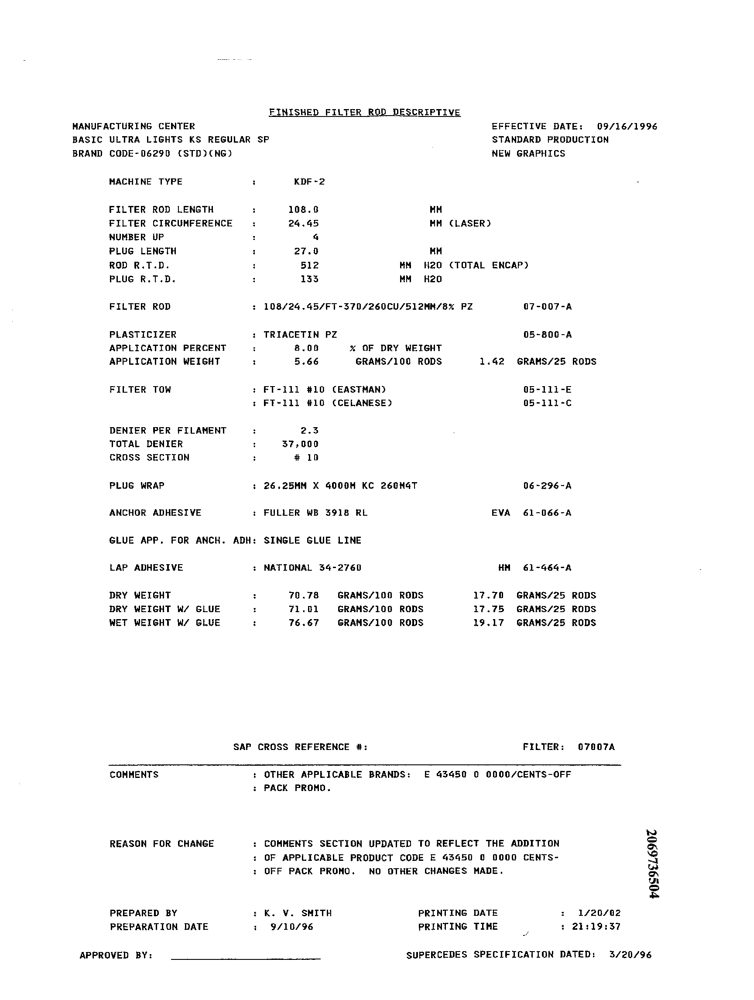 FINISHED FILTER ROD DESCRIPTIVE
MANUFACTURING CENTER EFFECTIVE DATE: 09/16/1996
BASIC ULTRA LIGHTS KS REGULAR SP STANDARD PRODUCTION
BRAND CODE-06290 (STD)(NG) NEW GRAPHICS
MACHINE TYPE : KDF-2
FILTER ROD LENGTH : 108.0 MM
FILTER CIRCUMFERENCE : 24.45 MM (LASER)
NUMBER UP : 4
PLUG LENGTH : 27.0 MM
ROD R.T.D. : 512 MM H2O (TOTAL ENCAP)
PLUG R.T.D. : 133 MM H2O
FILTER ROD : 108/24.45/FT-370/260CU/512MM/8% PZ 07-007-A
PLASTICIZER : TRIACETIN PZ 05-800-A
APPLICATION PERCENT : 8.00 % OF DRY WEIGHT
APPLICATION WEIGHT : 5.66 GRAMS/100 RODS 1.42 GRAMS/25 RODS
FILTER TOW : FT-111 #10 (EASTMAN) 05-111-E
: FT-111 #10 (CELANESE) 05-111-C
DENIER PER FILAMENT : 2.3
TOTAL DENIER : 37,000
CROSS SECTION : # 10
PLUG WRAP : 26.25MM X 4000M KC 260M4T 06-296-A
ANCHOR ADHESIVE : FULLER WB 3918 RL EVA 61-066-A
GLUE APP. FOR ANCH. ADH: SINGLE GLUE LINE
LAP ADHESIVE : NATIONAL 34-2760 HM 61-464-A
DRY WEIGHT : 70.78 GRAMS/100 RODS 17.70 GRAMS/25 RODS
DRY WEIGHT W/ GLUE : 71.01 GRAMS/100 RODS 17.75 GRAMS/25 RODS
WET WEIGHT W/ GLUE : 76.67 GRAMS/100 RODS 19.17 GRAMS/25 RODS
SAP CROSS REFERENCE #: FILTER: 07007A
COMMENTS : OTHER APPLICABLE BRANDS: E 43450 0 0000/CENTS-OFF
: PACK PROMO.
REASON FOR CHANGE : COMMENTS SECTION UPDATED TO REFLECT THE ADDITION
: OF APPLICABLE PRODUCT CODE E 43450 0 0000 CENTS-
: OFF PACK PROMO. NO OTHER CHANGES MADE.
2069736504
PREPARED BY : K. V. SMITH PRINTING DATE : 1/20/02
PREPARATION DATE : 9/10/96 PRINTING TIME : 21:19:37
APPROVED BY: SUPERCEDES SPECIFICATION DATED: 3/20/96